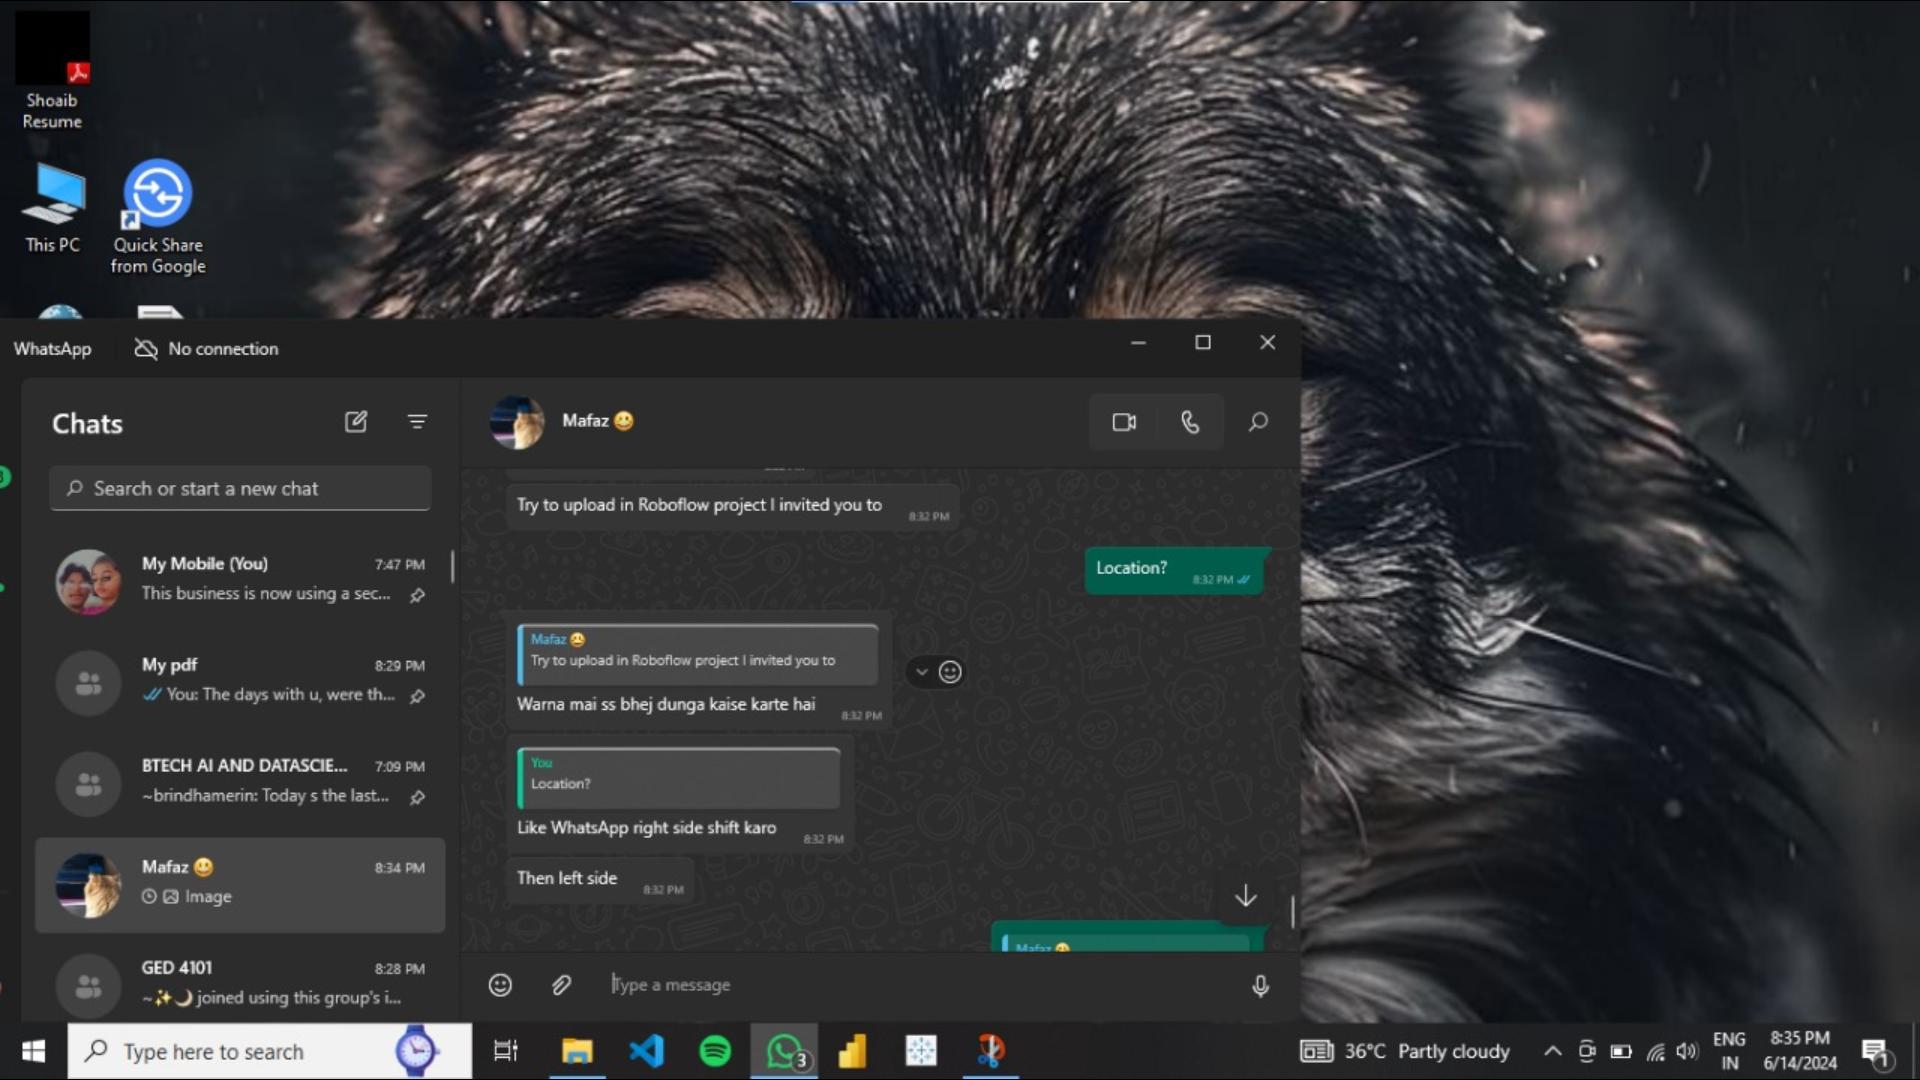 Shoaib
Resume
This PC
Quick Share
from Google
WhatsApp
No connection
Chats
Search or start a new chat
My Mobile (You)
7:47 PM
This business is now using a sec...
My pdf
8:29 PM
You: The days with u, were th...
BTECH AI AND DATASCIE...
7:09 PM
~brindhamerin: Today s the last...
Mafaz 😃
8:34 PM
Image
GED 4101
8:28 PM
~✨🌙 joined using this group's i...
Mafaz 😃
Try to upload in Roboflow project I invited you to
8:32 PM
Location?
8:32 PM
Mafaz 😃
Try to upload in Roboflow project I invited you to
Warna mai ss bhej dunga kaise karte hai
8:32 PM
You
Location?
Like WhatsApp right side shift karo
8:32 PM
Then left side
8:32 PM
Mafaz 😃
Type a message
Type here to search
3
36°C Partly cloudy
ENG
IN
8:35 PM
6/14/2024
1